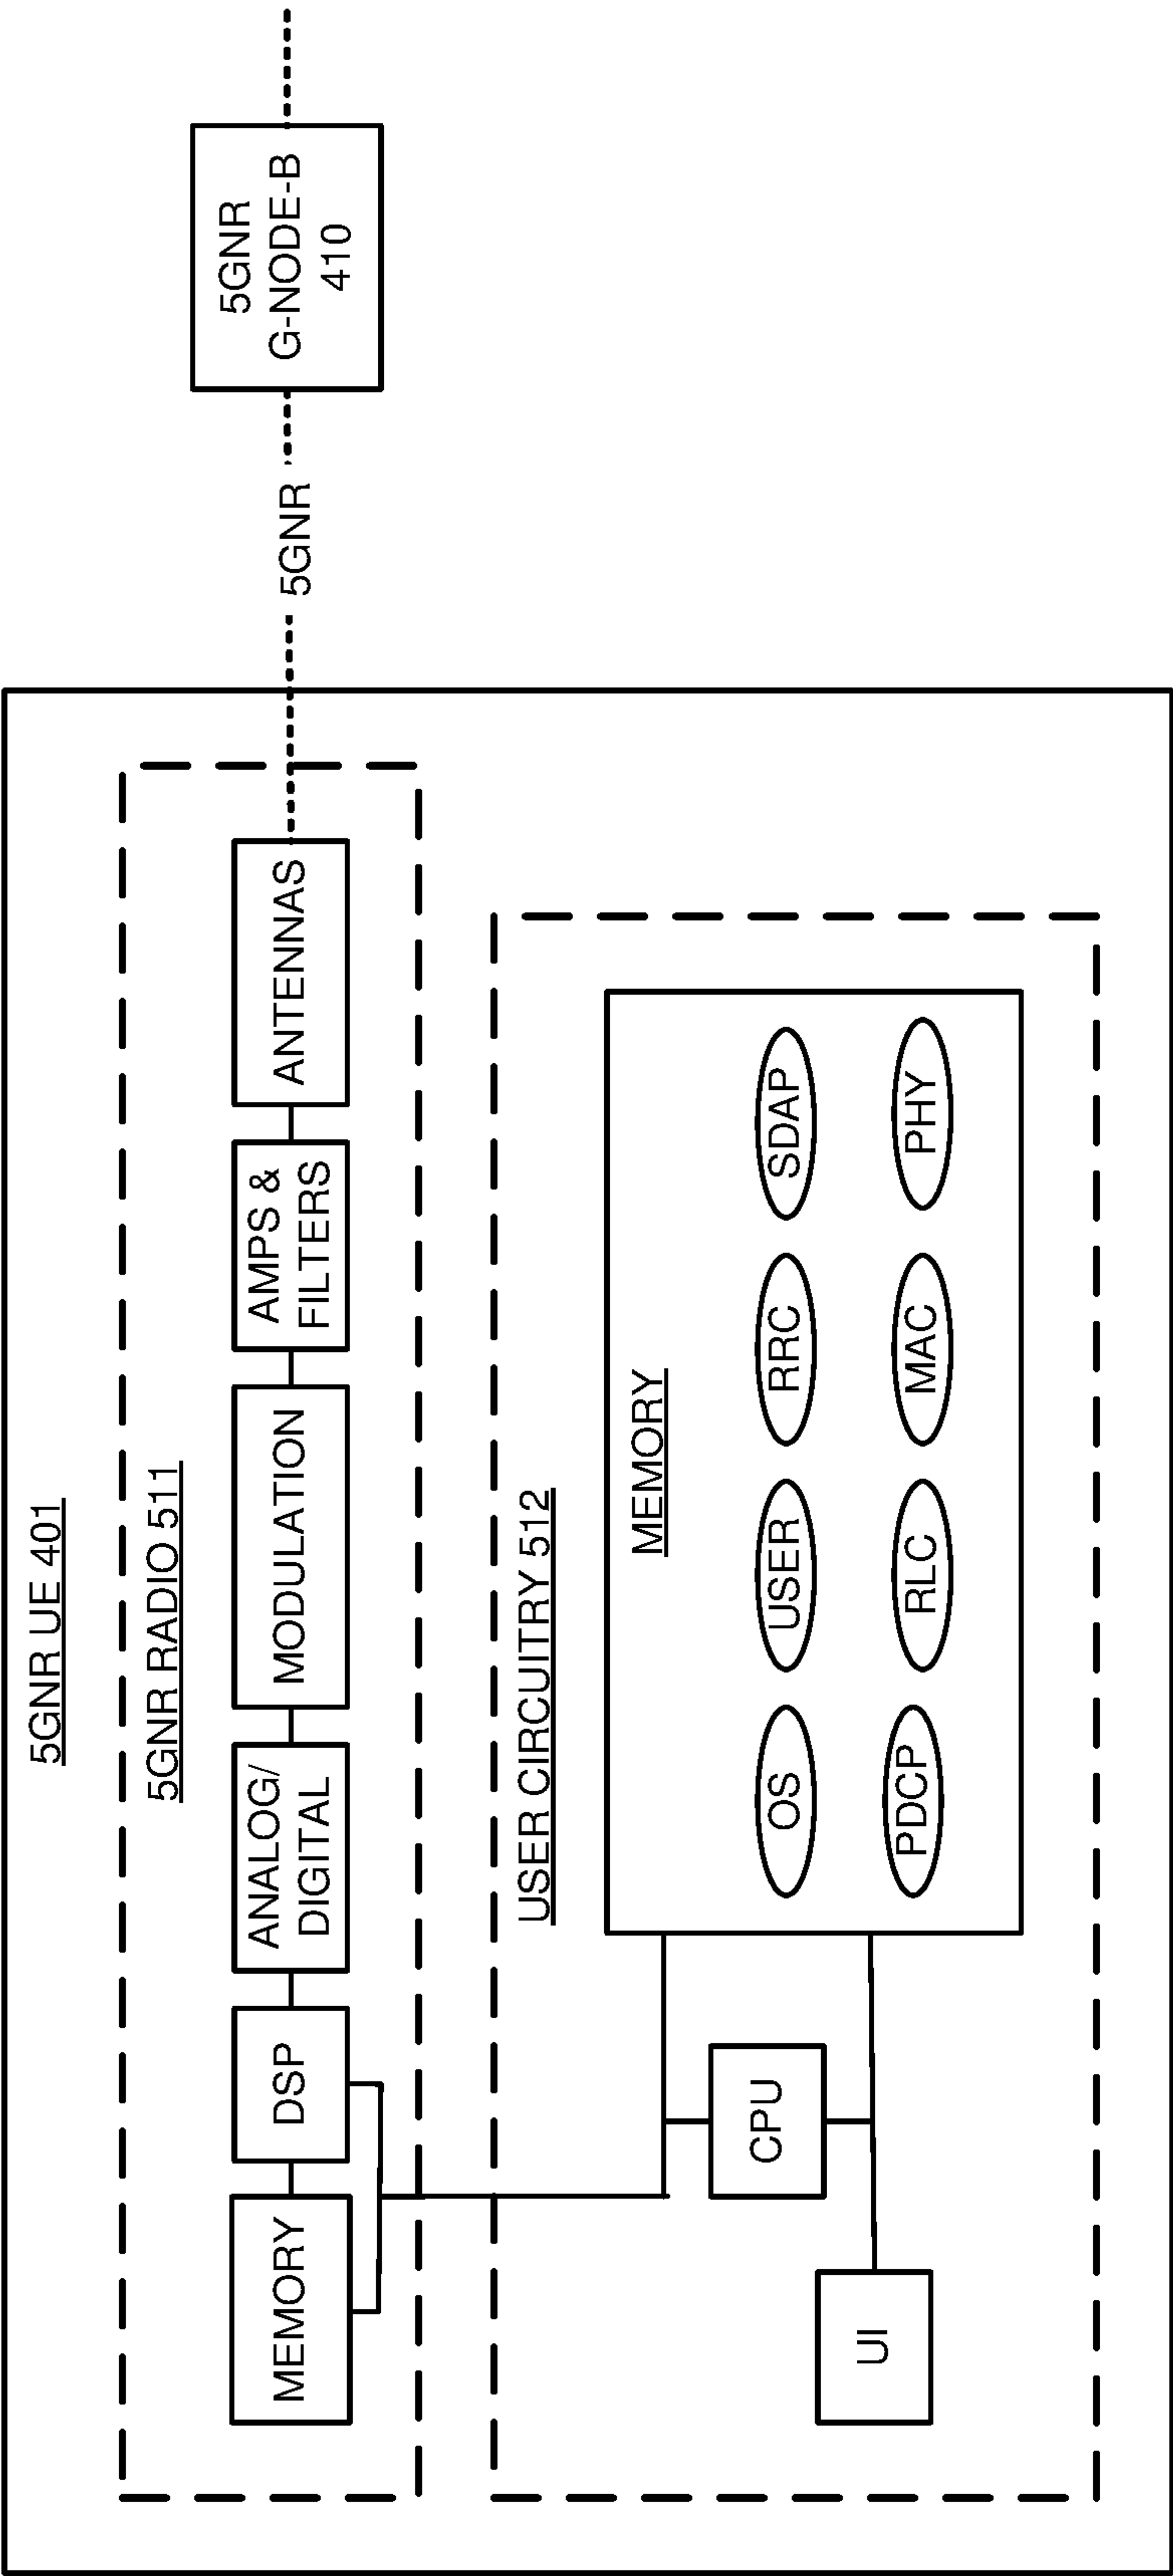 5GNR UE 401
5GNR RADIO 511
MEMORY
DSP
ANALOG/
DIGITAL
MODULATION
AMPS &
FILTERS
ANTENNAS
5GNR
5GNR
G-NODE-B
410
USER CIRCUITRY 512
UI
CPU
MEMORY
OS
USER
RRC
SDAP
PDCP
RLC
MAC
PHY